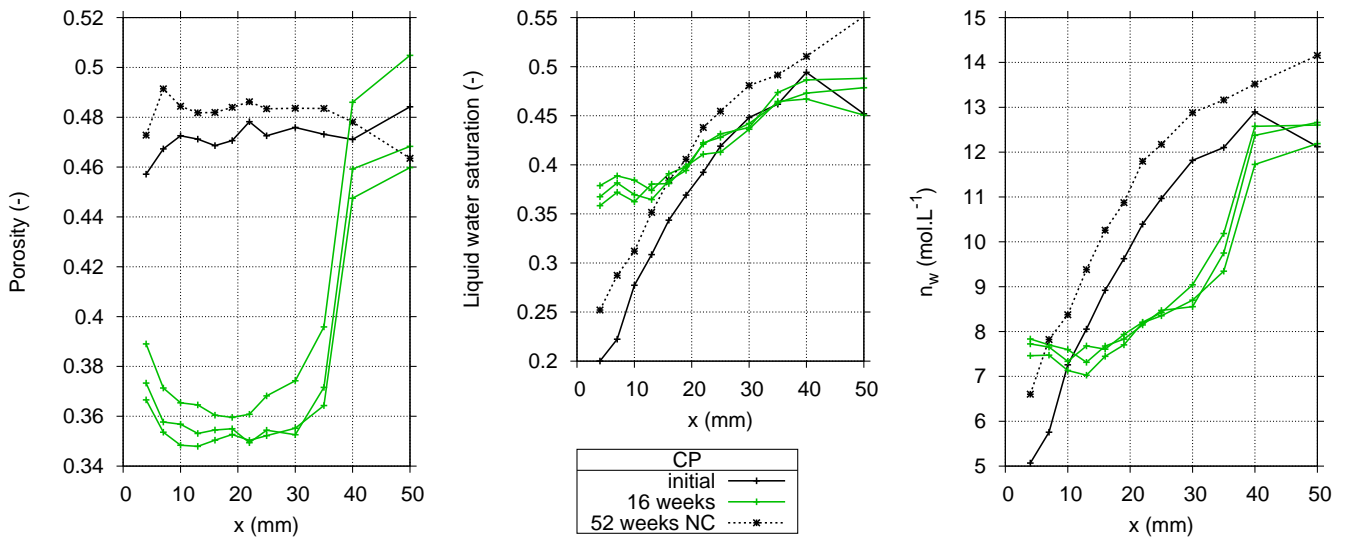 Porosity (-)
0.52
0.5
0.48
0.46
0.44
0.42
0.4
0.38
0.36
0.34
0 10 20 30 40 50
x (mm)
Liquid water saturation (-)
0.55
0.5
0.45
0.4
0.35
0.3
0.25
0.2
0 10 20 30 40 50
x (mm)
CP
initial
16 weeks
52 weeks NC
n_w (mol.L⁻¹)
15
14
13
12
11
10
9
8
7
6
5
0 10 20 30 40 50
x (mm)